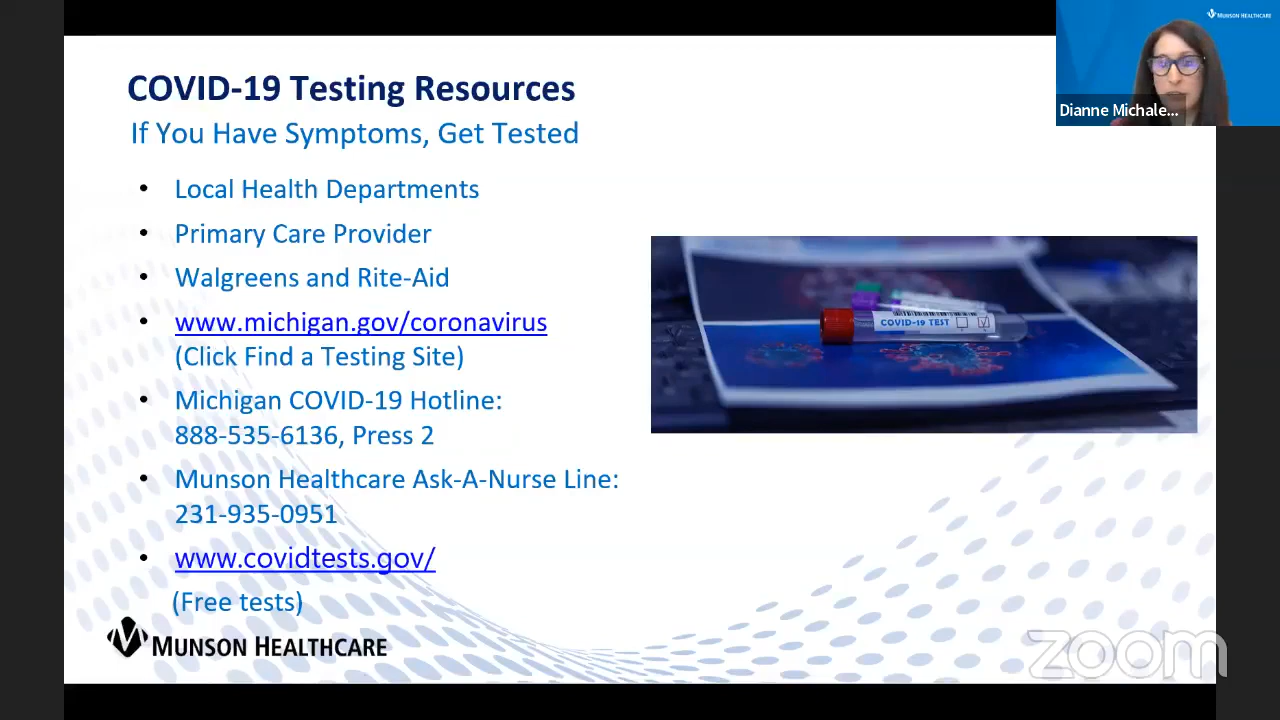 MUNSON HEALTHCARE
COVID-19 Testing Resources
Dianne Michale...
If You Have Symptoms, Get Tested
• Local Health Departments
• Primary Care Provider
• Walgreens and Rite-Aid
• www.michigan.gov/coronavirus
(Click Find a Testing Site)
COVID-19 TEST
• Michigan COVID-19 Hotline:
888-535-6136, Press 2
• Munson Healthcare Ask-A-Nurse Line:
231-935-0951
• www.covidtests.gov/
(Free tests)
MUNSON HEALTHCARE
zoom